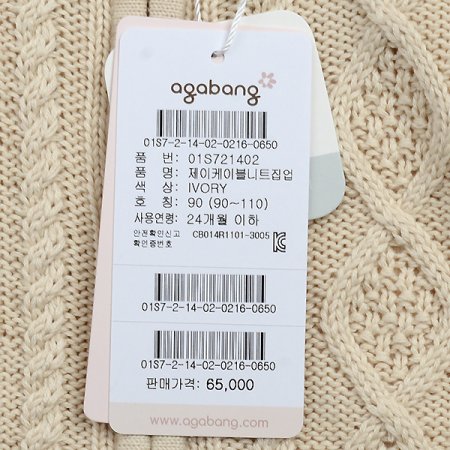 agabang
01S7-2-14-02-0216-0650
품 번: 01S721402
품 명: 제이케이블니트집업
색 상: IVORY
호 칭: 90 (90~110)
사용연령: 24개월 이하
안전확인신고
확인증번호 CB014R1101-3005
01S7-2-14-02-0216-0650
01S7-2-14-02-0216-0650
판매가격: 65,000
www.agabang.com